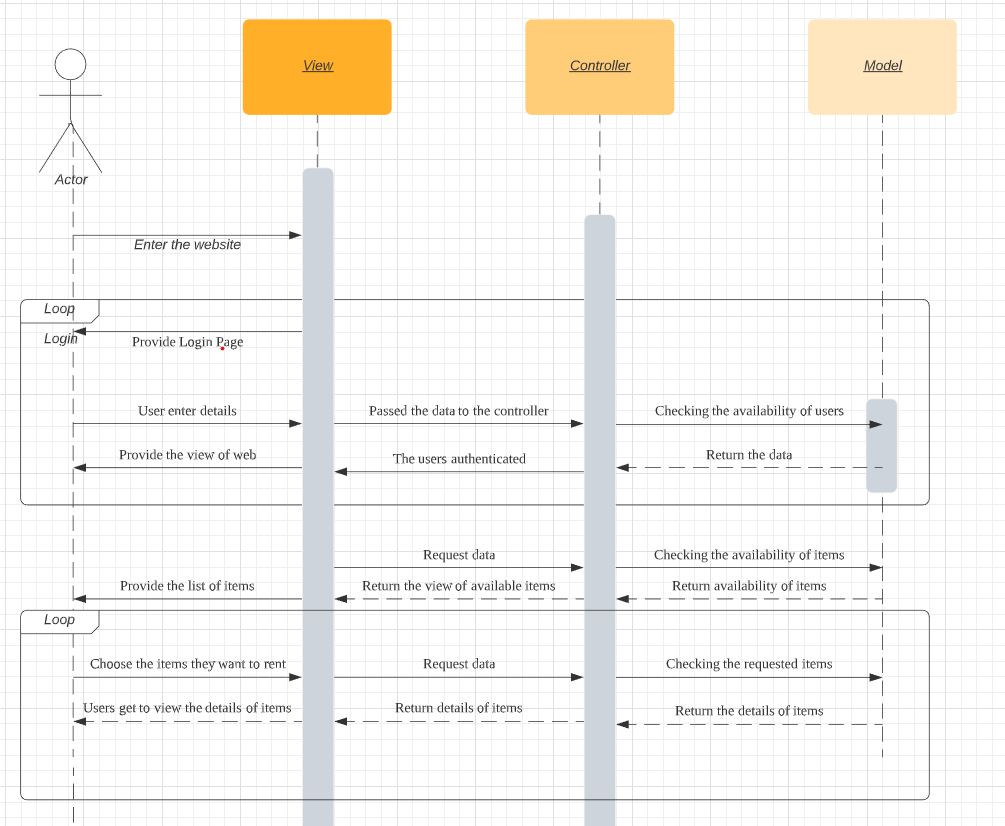 View
Controller
Model
Actor
Enter the website
Loop
Login
Provide Login Page
User enter details
Passed the data to the controller
Checking the availability of users
Provide the view of web
The users authenticated
Return the data
Request data
Checking the availability of items
Provide the list of items
Return the view of available items
Return availability of items
Loop
Choose the items they want to rent
Request data
Checking the requested items
Users get to view the details of items
Return details of items
Return the details of items